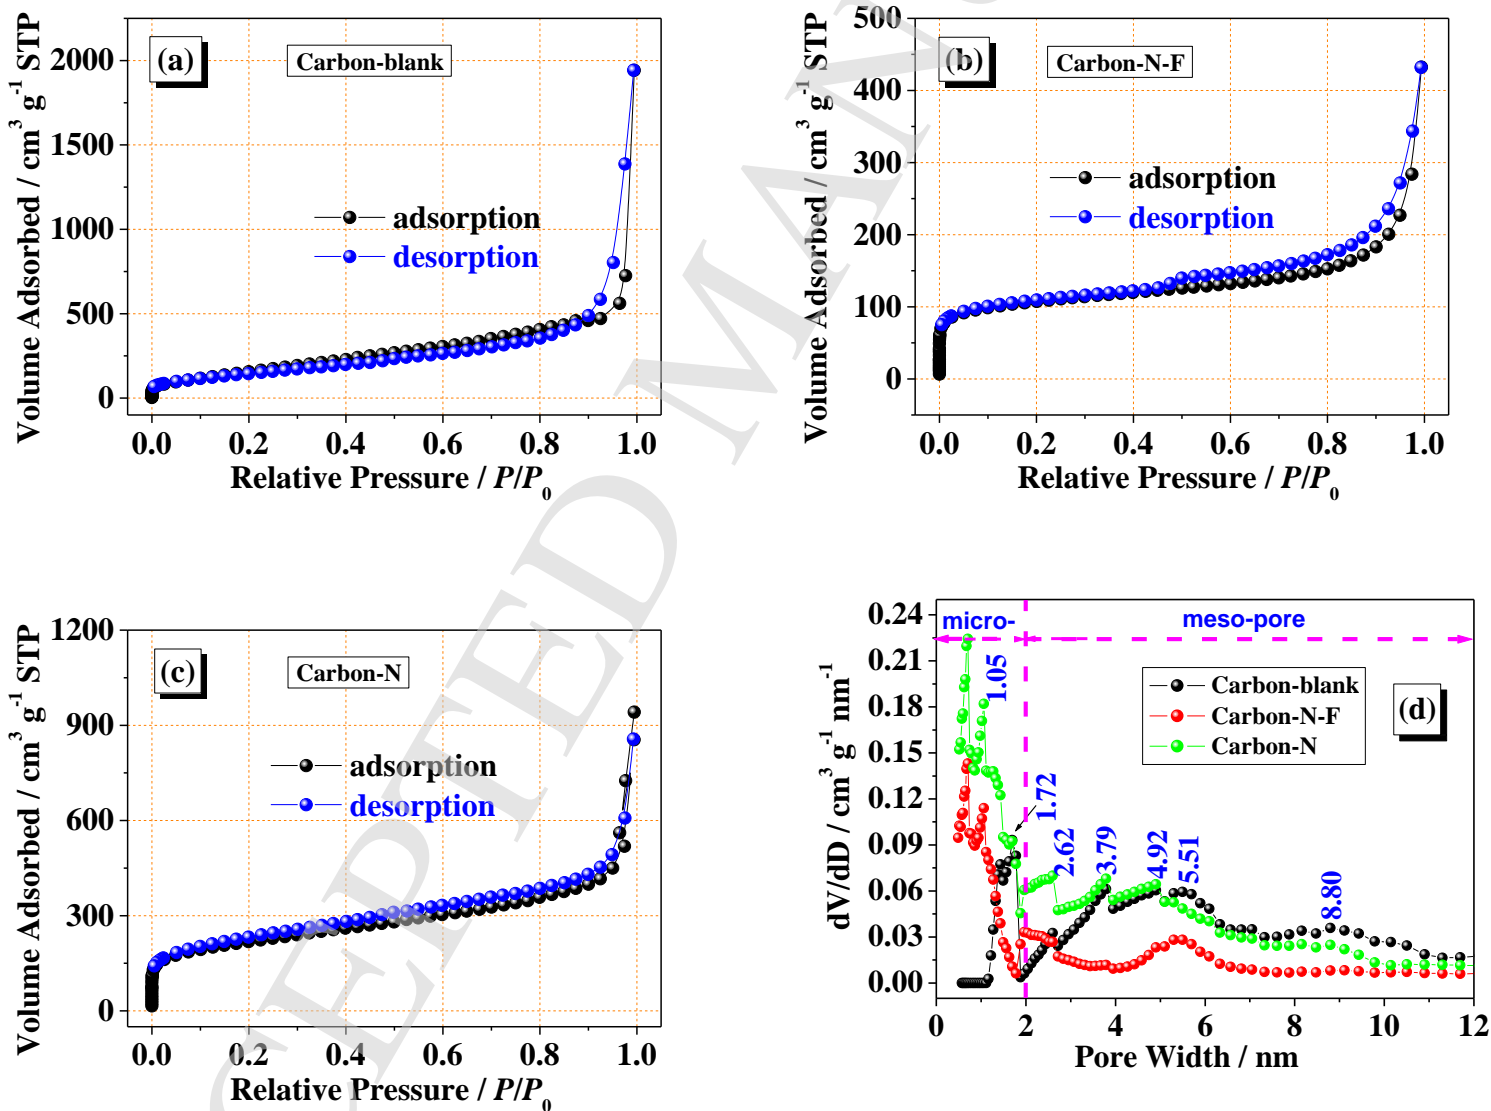 (a)
Carbon-blank
adsorption
desorption
2000
1500
1000
500
0
0.0 0.2 0.4 0.6 0.8 1.0
Volume Adsorbed / cm³ g⁻¹ STP
Relative Pressure / P/P₀
(b)
Carbon-N-F
adsorption
desorption
500
400
300
200
100
0
0.0 0.2 0.4 0.6 0.8 1.0
Volume Adsorbed / cm³ g⁻¹ STP
Relative Pressure / P/P₀
(c)
Carbon-N
adsorption
desorption
1200
900
600
300
0
0.0 0.2 0.4 0.6 0.8 1.0
Volume Adsorbed / cm³ g⁻¹ STP
Relative Pressure / P/P₀
(d)
micro-
meso-pore
Carbon-blank
Carbon-N-F
Carbon-N
1.05
1.72
2.62
3.79
4.92
5.51
8.80
0.24
0.21
0.18
0.15
0.12
0.09
0.06
0.03
0.00
0 2 4 6 8 10 12
dV/dD / cm³ g⁻¹ nm⁻¹
Pore Width / nm
CEPTED MAN